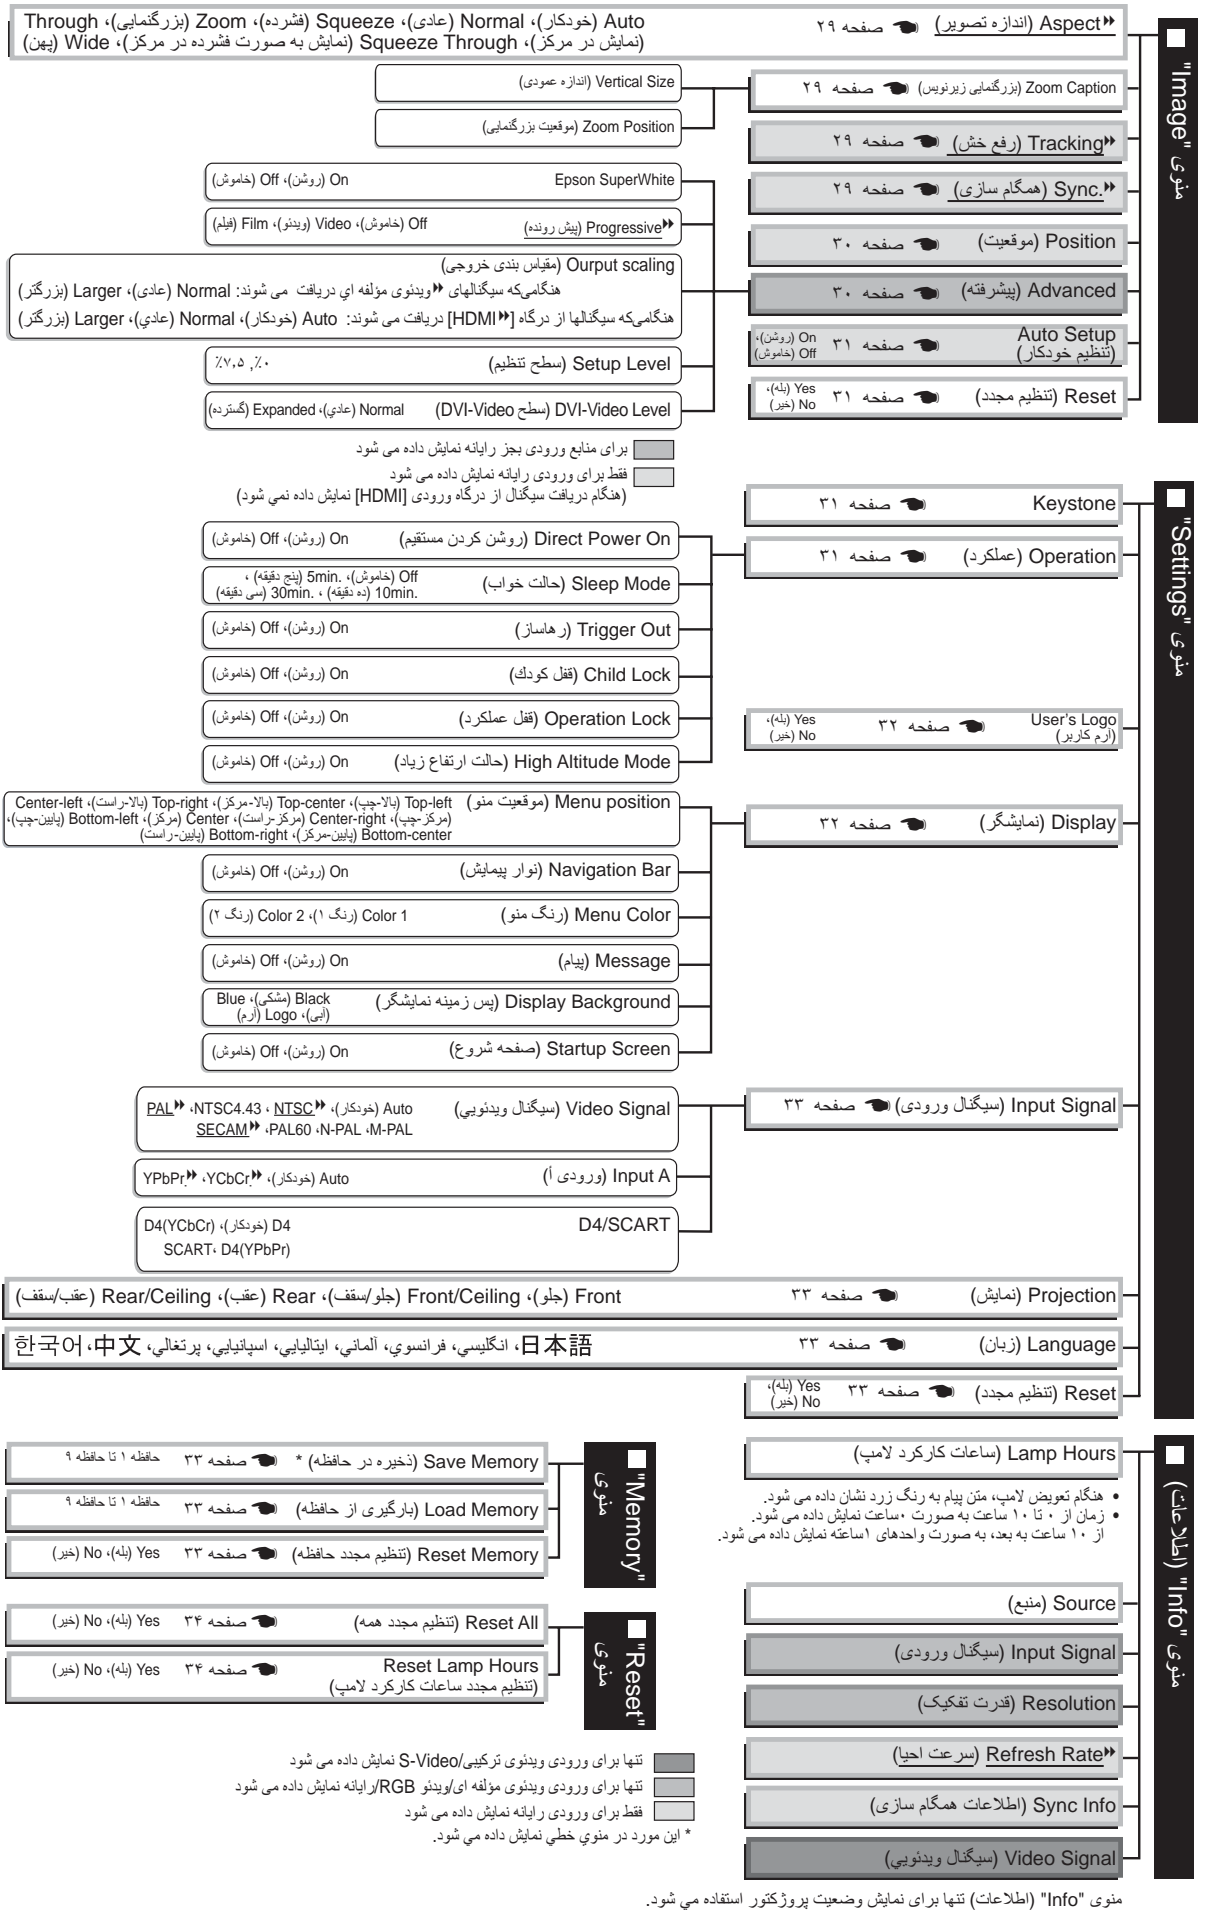 منوی "Image"
Aspect (اندازه تصویر) صفحه ۲۹
Auto (خودکار)، Normal (عادی)، Squeeze (فشرده)، Zoom (بزرگنمایی)، Through
(نمایش در مرکز)، Squeeze Through (نمایش به صورت فشرده در مرکز)، Wide (پهن)
Zoom Caption (بزرگنمایی زیرنویس) صفحه ۲۹
Vertical Size (اندازه عمودی)
Zoom Position (موقعیت بزرگنمایی)
Tracking (رفع خش) صفحه ۲۹
Sync. (همگام سازی) صفحه ۲۹
Position (موقعیت) صفحه ۳۰
Advanced (پیشرفته) صفحه ۳۰
Epson SuperWhite On (روشن)، Off (خاموش)
Progressive (پیش رونده) Off (خاموش)، Video (ویدئو)، Film (فیلم)
Ourput scaling (مقیاس بندی خروجی)
هنگامی‌که سیگنالهای ویدئوی مؤلفه اي دریافت می شوند: Normal (عادی)، Larger (بزرگتر)
هنگامی‌که سیگنالها از درگاه [HDMI] دریافت می شوند: Auto (خودکار)، Normal (عادي)، Larger (بزرگتر)
Setup Level (سطح تنظیم) ۰٪, ۷٫۵٪
DVI-Video Level (سطح DVI-Video) Normal (عادي)، Expanded (گسترده)
Auto Setup
(تنظیم خودکار) صفحه ۳۱
On (روشن)،
Off (خاموش)
Reset (تنظیم مجدد) صفحه ۳۱
Yes (بله)،
No (خیر)
برای منابع ورودی بجز رایانه نمایش داده می شود
فقط برای ورودی رایانه نمایش داده می شود
(هنگام دریافت سیگنال از درگاه ورودی [HDMI] نمایش داده نمي شود)
منوی "Settings"
Keystone صفحه ۳۱
Operation (عملکرد) صفحه ۳۱
Direct Power On (روشن کردن مستقیم) On (روشن)، Off (خاموش)
Sleep Mode (حالت خواب)
Off (خاموش)، 5min. (پنج دقیقه) ،
10min. (ده دقیقه) ، 30min. (سی دقیقه)
Trigger Out (رهاساز) On (روشن)، Off (خاموش)
Child Lock (قفل كودك) On (روشن)، Off (خاموش)
Operation Lock (قفل عملکرد) On (روشن)، Off (خاموش)
High Altitude Mode (حالت ارتفاع زیاد) On (روشن)، Off (خاموش)
User's Logo
(آرم کاربر) صفحه ۳۲
Yes (بله)،
No (خیر)
Display (نمایشگر) صفحه ۳۲
Menu position (موقعیت منو) Top-left (بالا-چپ)، Top-center (بالا-مرکز)، Top-right (بالا-راست)، Center-left
(مرکز-چپ)، Center-right (مرکز-راست)، Center (مرکز)، Bottom-left (پایین-چپ)،
Bottom-center (پایین-مرکز)، Bottom-right (پایین-راست)
Navigation Bar (نوار پیمایش) On (روشن)، Off (خاموش)
Menu Color (رنگ منو) Color 1 (رنگ ۱)، Color 2 (رنگ ۲)
Message (پیام) On (روشن)، Off (خاموش)
Display Background (پس زمینه نمایشگر) Black (مشکی)، Blue
(آبی)، Logo (آرم)
Startup Screen (صفحه شروع) On (روشن)، Off (خاموش)
Input Signal (سیگنال ورودی) صفحه ۳۳
Video Signal (سیگنال ویدئویي) Auto (خودکار)، NTSC ، NTSC4.43، PAL
M-PAL، N-PAL، PAL60، SECAM
Input A (ورودی أ) Auto (خودکار)، YCbCr، YPbPr
D4/SCART D4 (خودکار)، D4(YCbCr)
D4(YPbPr) ،SCART
Projection (نمایش) صفحه ۳۳ Front (جلو)، Front/Ceiling (جلو/سقف)، Rear (عقب)، Rear/Ceiling (عقب/سقف)
Language (زبان) صفحه ۳۳ 日本語، انگلیسي، فرانسوي، آلماني، ایتالیایي، اسپانیایي، پرتغالي، 中文، 한국어
Reset (تنظیم مجدد) صفحه ۳۳
Yes (بله)،
No (خیر)
منوی "Info" (اطلاعات)
Lamp Hours (ساعات کارکرد لامپ)
• هنگام تعویض لامپ، متن پیام به رنگ زرد نشان داده می شود.
• زمان از ۰ تا ۱۰ ساعت به صورت ۰ساعت نمایش داده می شود.
از ۱۰ ساعت به بعد، به صورت واحدهای ۱ساعته نمایش داده می شود.
Source (منبع)
Input Signal (سیگنال ورودی)
Resolution (قدرت تفکیک)
Refresh Rate (سرعت احیا)
Sync Info (اطلاعات همگام سازی)
Video Signal (سیگنال ویدئویي)
منوی "Memory"
Save Memory (ذخیره در حافظه) * صفحه ۳۳ حافظه ۱ تا حافظه ۹
Load Memory (بارگیری از حافظه) صفحه ۳۳ حافظه ۱ تا حافظه ۹
Reset Memory (تنظیم مجدد حافظه) صفحه ۳۳ Yes (بله)، No (خیر)
منوی "Reset"
Reset All (تنظیم مجدد همه) صفحه ۳۴ Yes (بله)، No (خیر)
Reset Lamp Hours
(تنظیم مجدد ساعات کارکرد لامپ) صفحه ۳۴ Yes (بله)، No (خیر)
تنها برای ورودی ویدئوی ترکیبی/S-Video نمایش داده می شود
تنها برای ورودی ویدئوی مؤلفه ای/ویدئو RGB/رایانه نمایش داده می شود
فقط برای ورودی رایانه نمایش داده می شود
* این مورد در منوي خطي نمایش داده مي شود.
منوی "Info" (اطلاعات) تنها برای نمایش وضعیت پروژکتور استفاده مي شود.